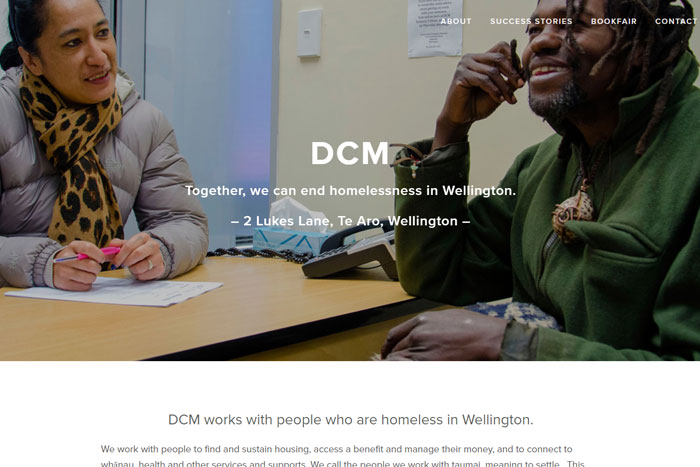 ABOUT SUCCESS STORIES BOOKFAIR CONTACT
DCM
Together, we can end homelessness in Wellington.
– 2 Lukes Lane, Te Aro, Wellington –
DCM works with people who are homeless in Wellington.
We work with people to find and sustain housing, access a benefit and manage their money, and to connect to
whānau, health and other services and supports. We call the people we work with taumai, meaning to settle. This